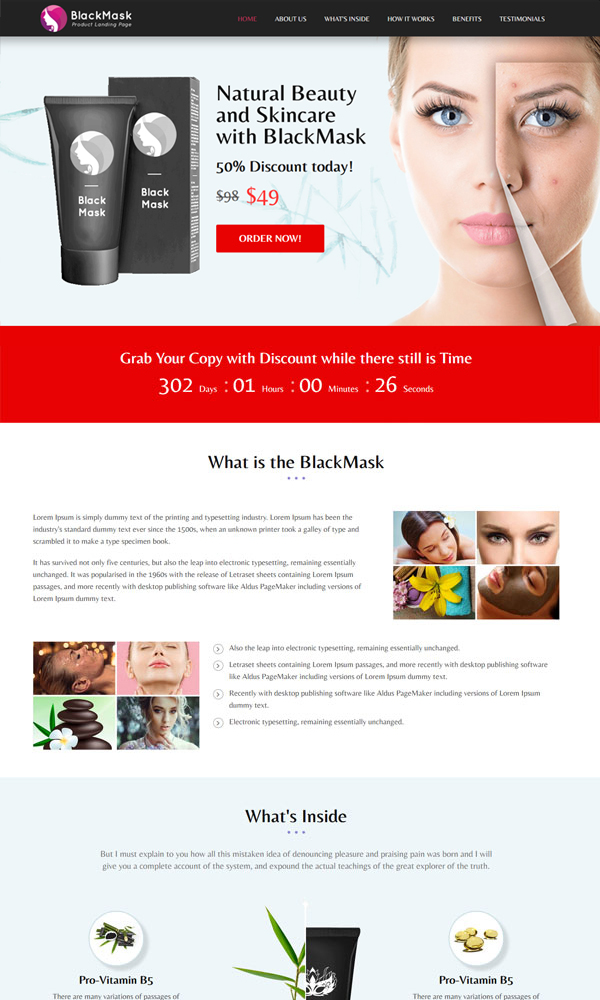 BlackMask
Product Landing Page
HOME ABOUT US WHAT'S INSIDE HOW IT WORKS BENEFITS TESTIMONIALS
Natural Beauty
and Skincare
with BlackMask
50% Discount today!
$98 $49
ORDER NOW!
Black
Mask
Black
Mask
Grab Your Copy with Discount while there still is Time
302 Days : 01 Hours : 00 Minutes : 26 Seconds
What is the BlackMask
Lorem Ipsum is simply dummy text of the printing and typesetting industry. Lorem Ipsum has been the
industry's standard dummy text ever since the 1500s, when an unknown printer took a galley of type and
scrambled it to make a type specimen book.
It has survived not only five centuries, but also the leap into electronic typesetting, remaining essentially
unchanged. It was popularised in the 1960s with the release of Letraset sheets containing Lorem Ipsum
passages, and more recently with desktop publishing software like Aldus PageMaker including versions of
Lorem Ipsum dummy text.
Also the leap into electronic typesetting, remaining essentially unchanged.
Letraset sheets containing Lorem Ipsum passages, and more recently with desktop publishing software
like Aldus PageMaker including versions of Lorem Ipsum dummy text.
Recently with desktop publishing software like Aldus PageMaker including versions of Lorem Ipsum
dummy text.
Electronic typesetting, remaining essentially unchanged.
What's Inside
But I must explain to you how all this mistaken idea of denouncing pleasure and praising pain was born and I will
give you a complete account of the system, and expound the actual teachings of the great explorer of the truth.
Pro-Vitamin B5
There are many variations of passages of
Pro-Vitamin B5
There are many variations of passages of